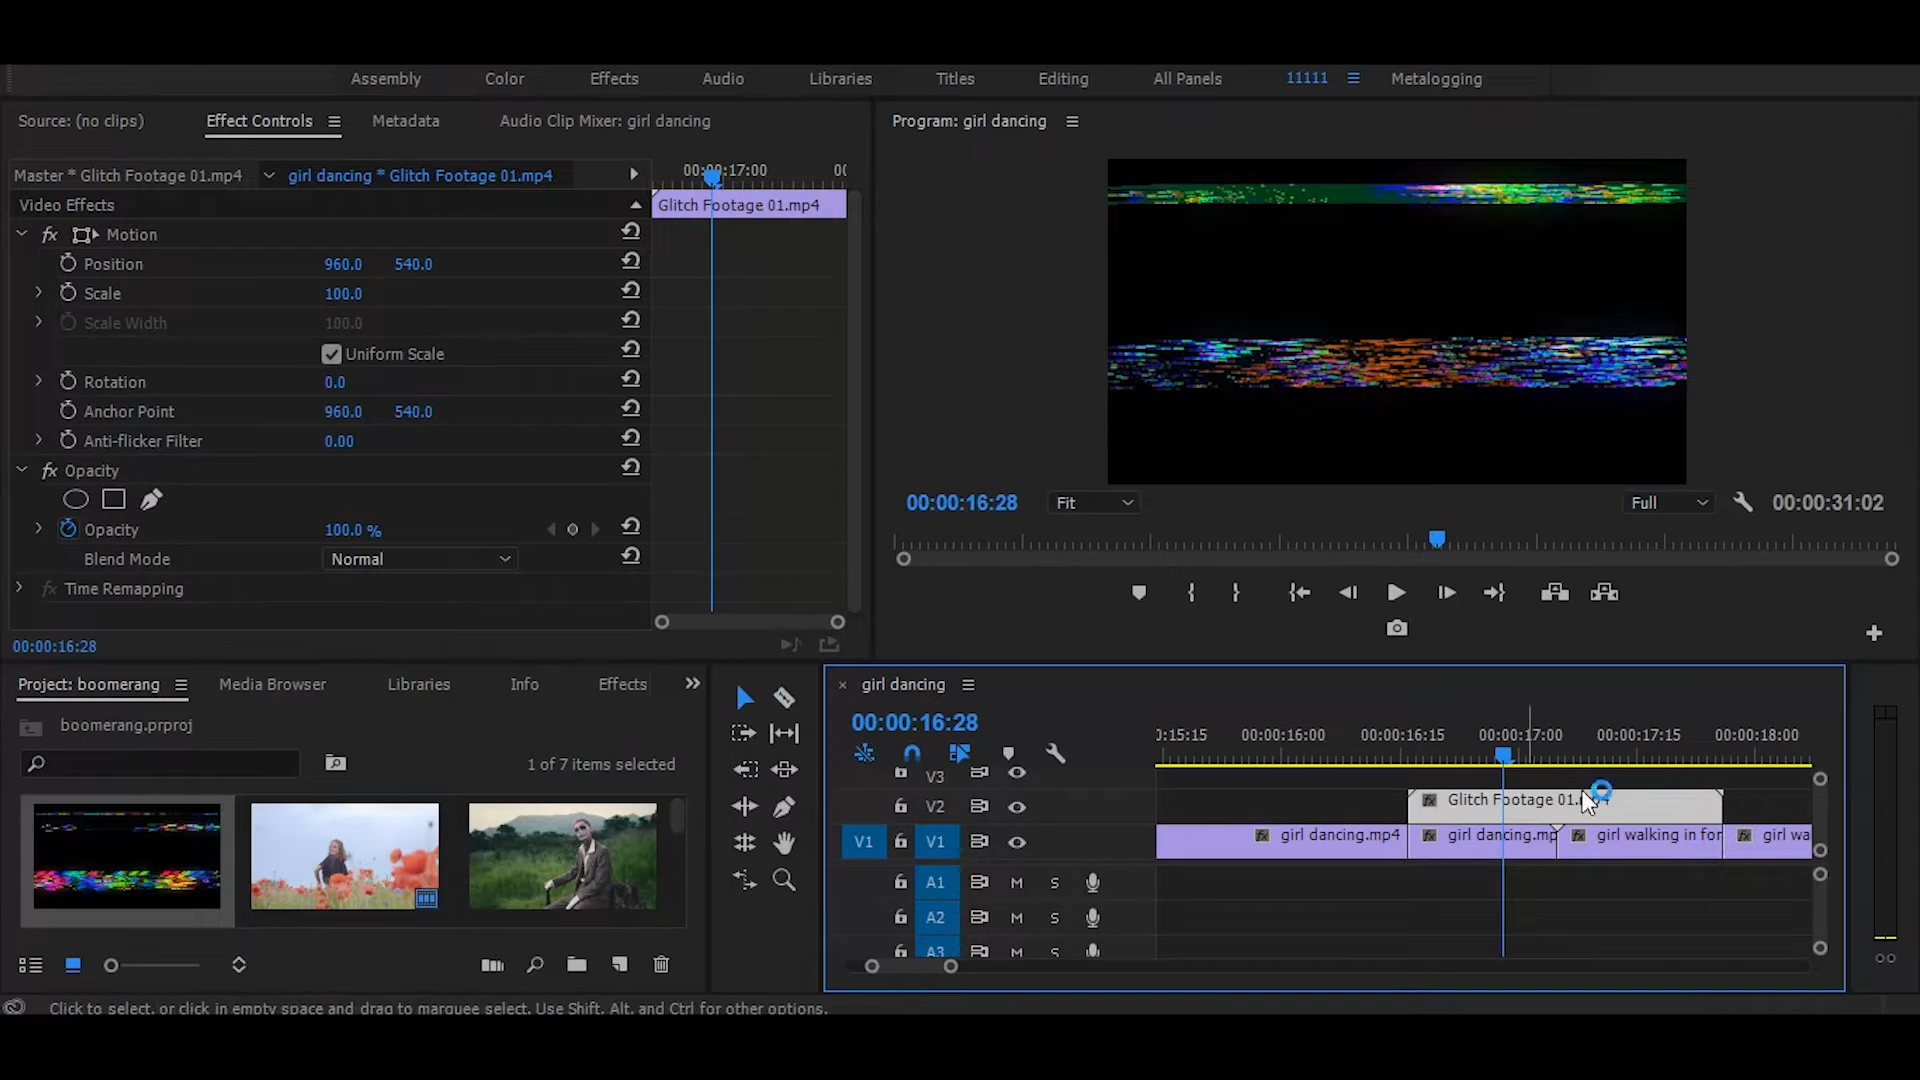 Assembly Color Effects Audio Libraries Titles Editing All Panels 11111 Metalogging
Source: (no clips) Effect Controls Metadata Audio Clip Mixer: girl dancing
Program: girl dancing
Master * Glitch Footage 01.mp4 girl dancing * Glitch Footage 01.mp4
00:00:17:00
Video Effects
Glitch Footage 01.mp4
fx Motion
Position 960.0 540.0
Scale 100.0
Scale Width 100.0
Uniform Scale
Rotation 0.0
Anchor Point 960.0 540.0
Anti-flicker Filter 0.00
fx Opacity
Opacity 100.0 %
Blend Mode Normal
fx Time Remapping
00:00:16:28
00:00:16:28 Fit Full 00:00:31:02
Project: boomerang Media Browser Libraries Info Effects
boomerang.prproj
1 of 7 items selected
girl dancing
00:00:16:28
:15:15 00:00:16:00 00:00:16:15 00:00:17:00 00:00:17:15 00:00:18:00
V3
V2 fx Glitch Footage 01.mp4
V1 V1 fx girl dancing.mp4 fx girl dancing.mp fx girl walking in for fx girl wa
A1 M S
A2 M S
A3 M S
Click to select, or click in empty space and drag to marquee select. Use Shift, Alt, and Ctrl for other options.